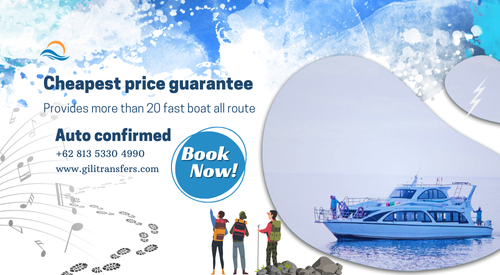 Cheapest price guarantee
Provides more than 20 fast boat all route
Auto confirmed
+62 813 5330 4990
www.gilitransfers.com
Book
Now!